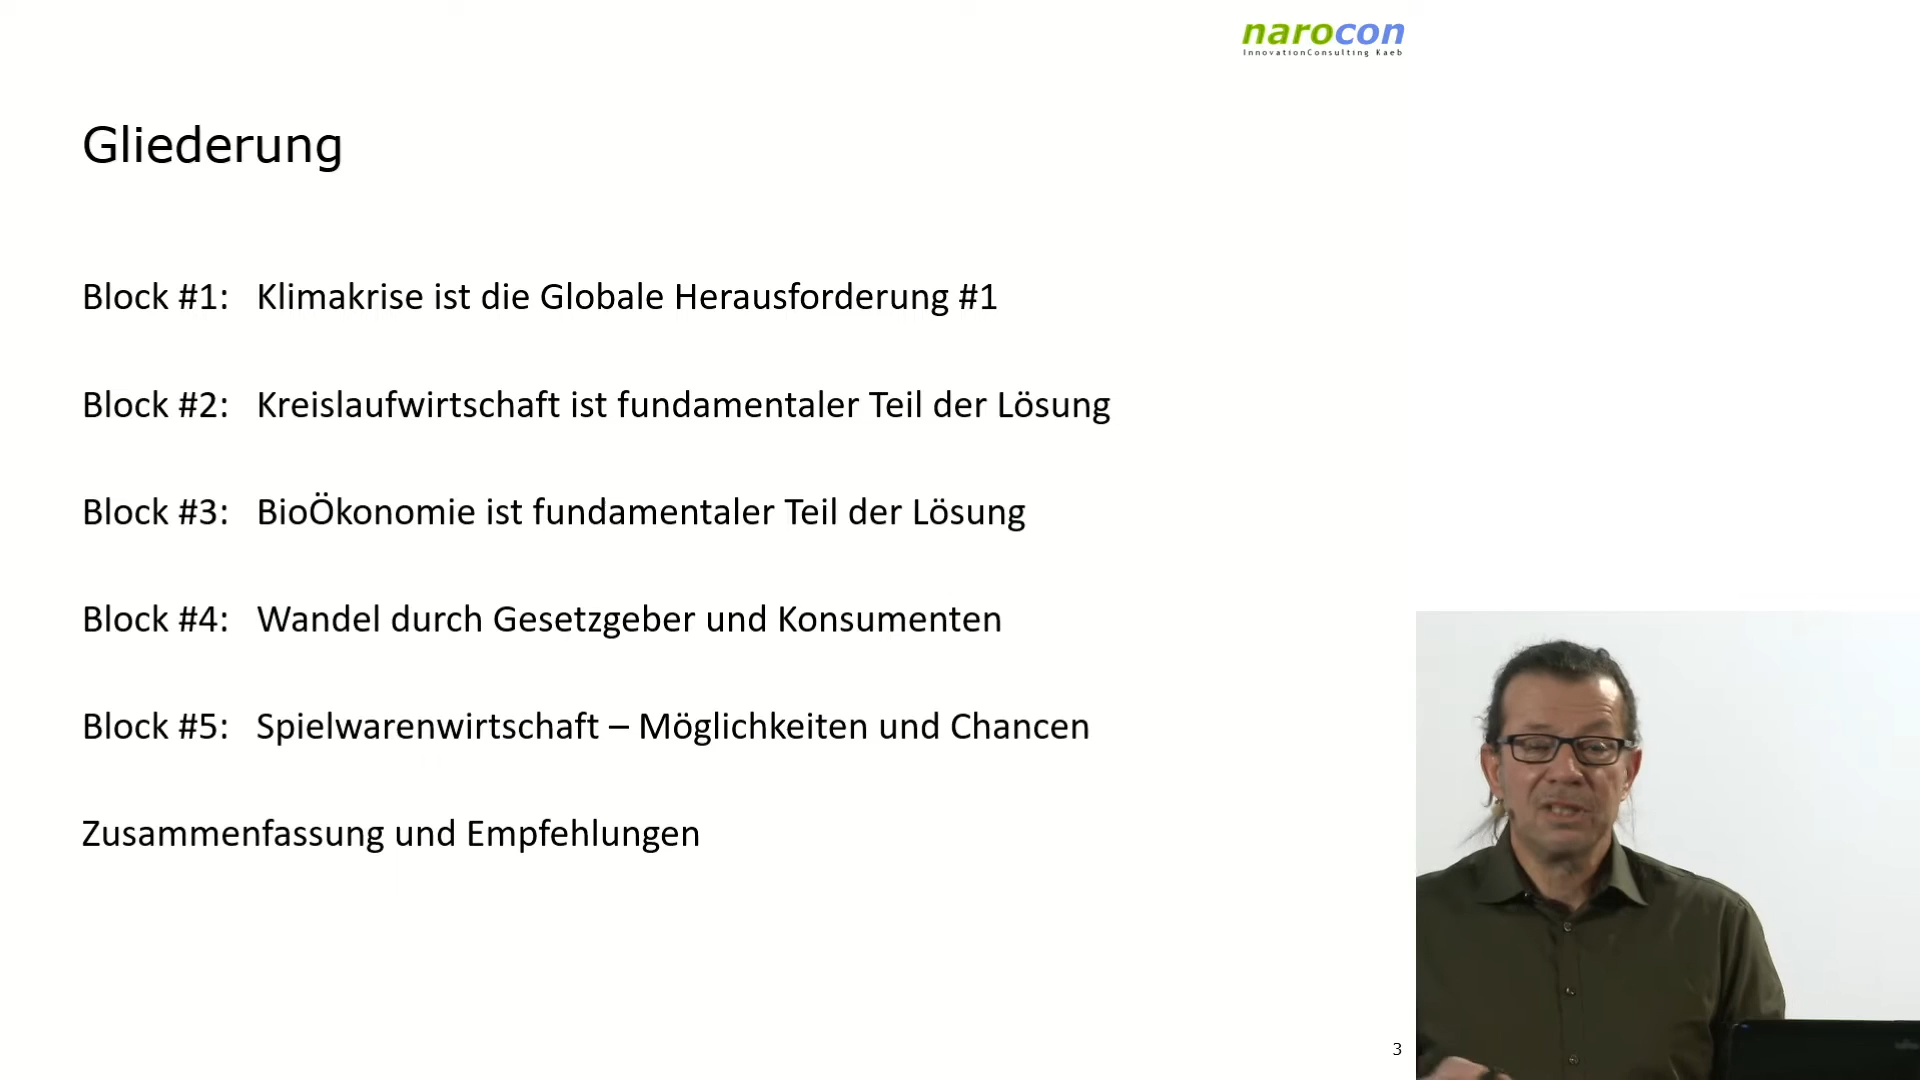 narocon
InnovationConsulting Kaeb
Gliederung
Block #1: Klimakrise ist die Globale Herausforderung #1
Block #2: Kreislaufwirtschaft ist fundamentaler Teil der Lösung
Block #3: BioÖkonomie ist fundamentaler Teil der Lösung
Block #4: Wandel durch Gesetzgeber und Konsumenten
Block #5: Spielwarenwirtschaft – Möglichkeiten und Chancen
Zusammenfassung und Empfehlungen
3